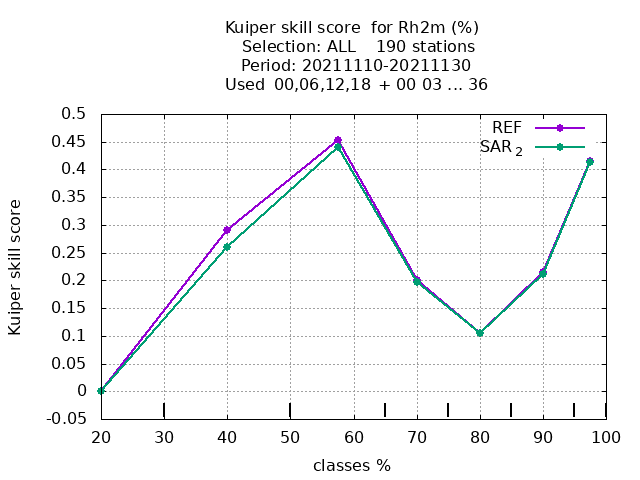 Kuiper skill score  for Rh2m (%)
Selection: ALL    190 stations
Period: 20211110-20211130
Used  00,06,12,18  + 00 03 ... 36
REF
SAR 2
0.5
0.45
0.4
0.35
0.3
0.25
0.2
0.15
0.1
0.05
0
-0.05
Kuiper skill score
20 30 40 50 60 70 80 90 100
classes %